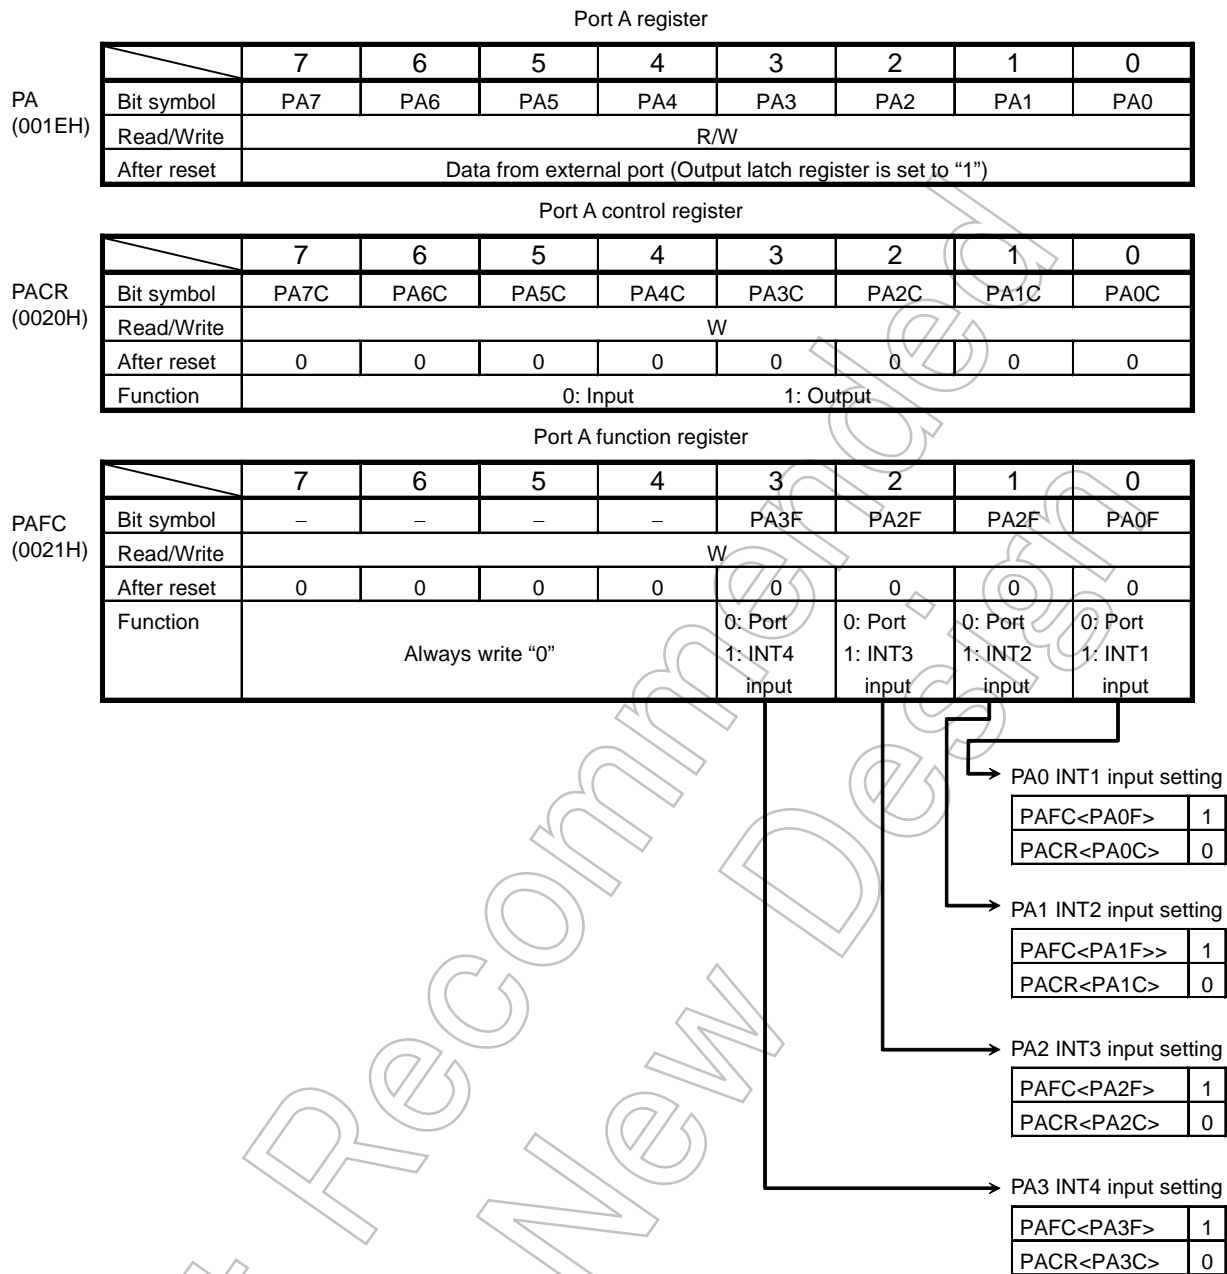 Port A register
7 6 5 4 3 2 1 0
PA
(001EH)
Bit symbol PA7 PA6 PA5 PA4 PA3 PA2 PA1 PA0
Read/Write R/W
After reset Data from external port (Output latch register is set to “1”)
Port A control register
7 6 5 4 3 2 1 0
PACR
(0020H)
Bit symbol PA7C PA6C PA5C PA4C PA3C PA2C PA1C PA0C
Read/Write W
After reset 0 0 0 0 0 0 0 0
Function 0: Input 1: Output
Port A function register
7 6 5 4 3 2 1 0
PAFC
(0021H)
Bit symbol − − − − PA3F PA2F PA2F PA0F
Read/Write W
After reset 0 0 0 0 0 0 0 0
Function Always write “0”
0: Port 0: Port 0: Port 0: Port
1: INT4 1: INT3 1: INT2 1: INT1
input input input input
PA0 INT1 input setting
PAFC<PA0F> 1
PACR<PA0C> 0
PA1 INT2 input setting
PAFC<PA1F>> 1
PACR<PA1C> 0
PA2 INT3 input setting
PAFC<PA2F> 1
PACR<PA2C> 0
PA3 INT4 input setting
PAFC<PA3F> 1
PACR<PA3C> 0
Recommended
New Design